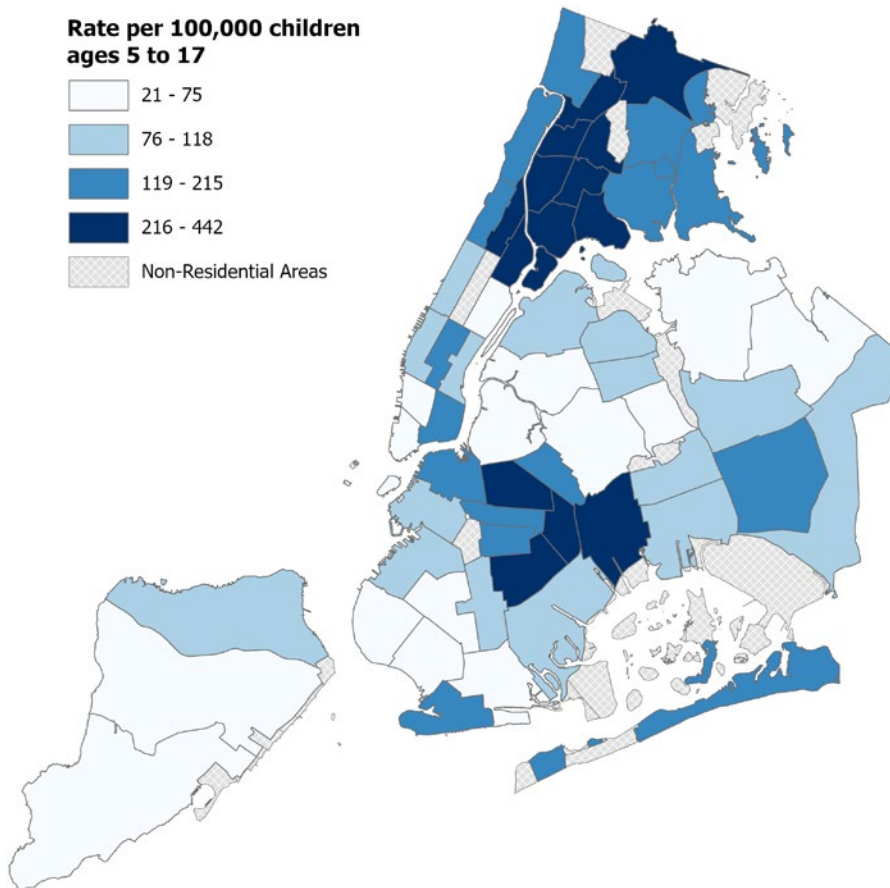 Rate per 100,000 children
ages 5 to 17
21 - 75
76 - 118
119 - 215
216 - 442
Non-Residential Areas